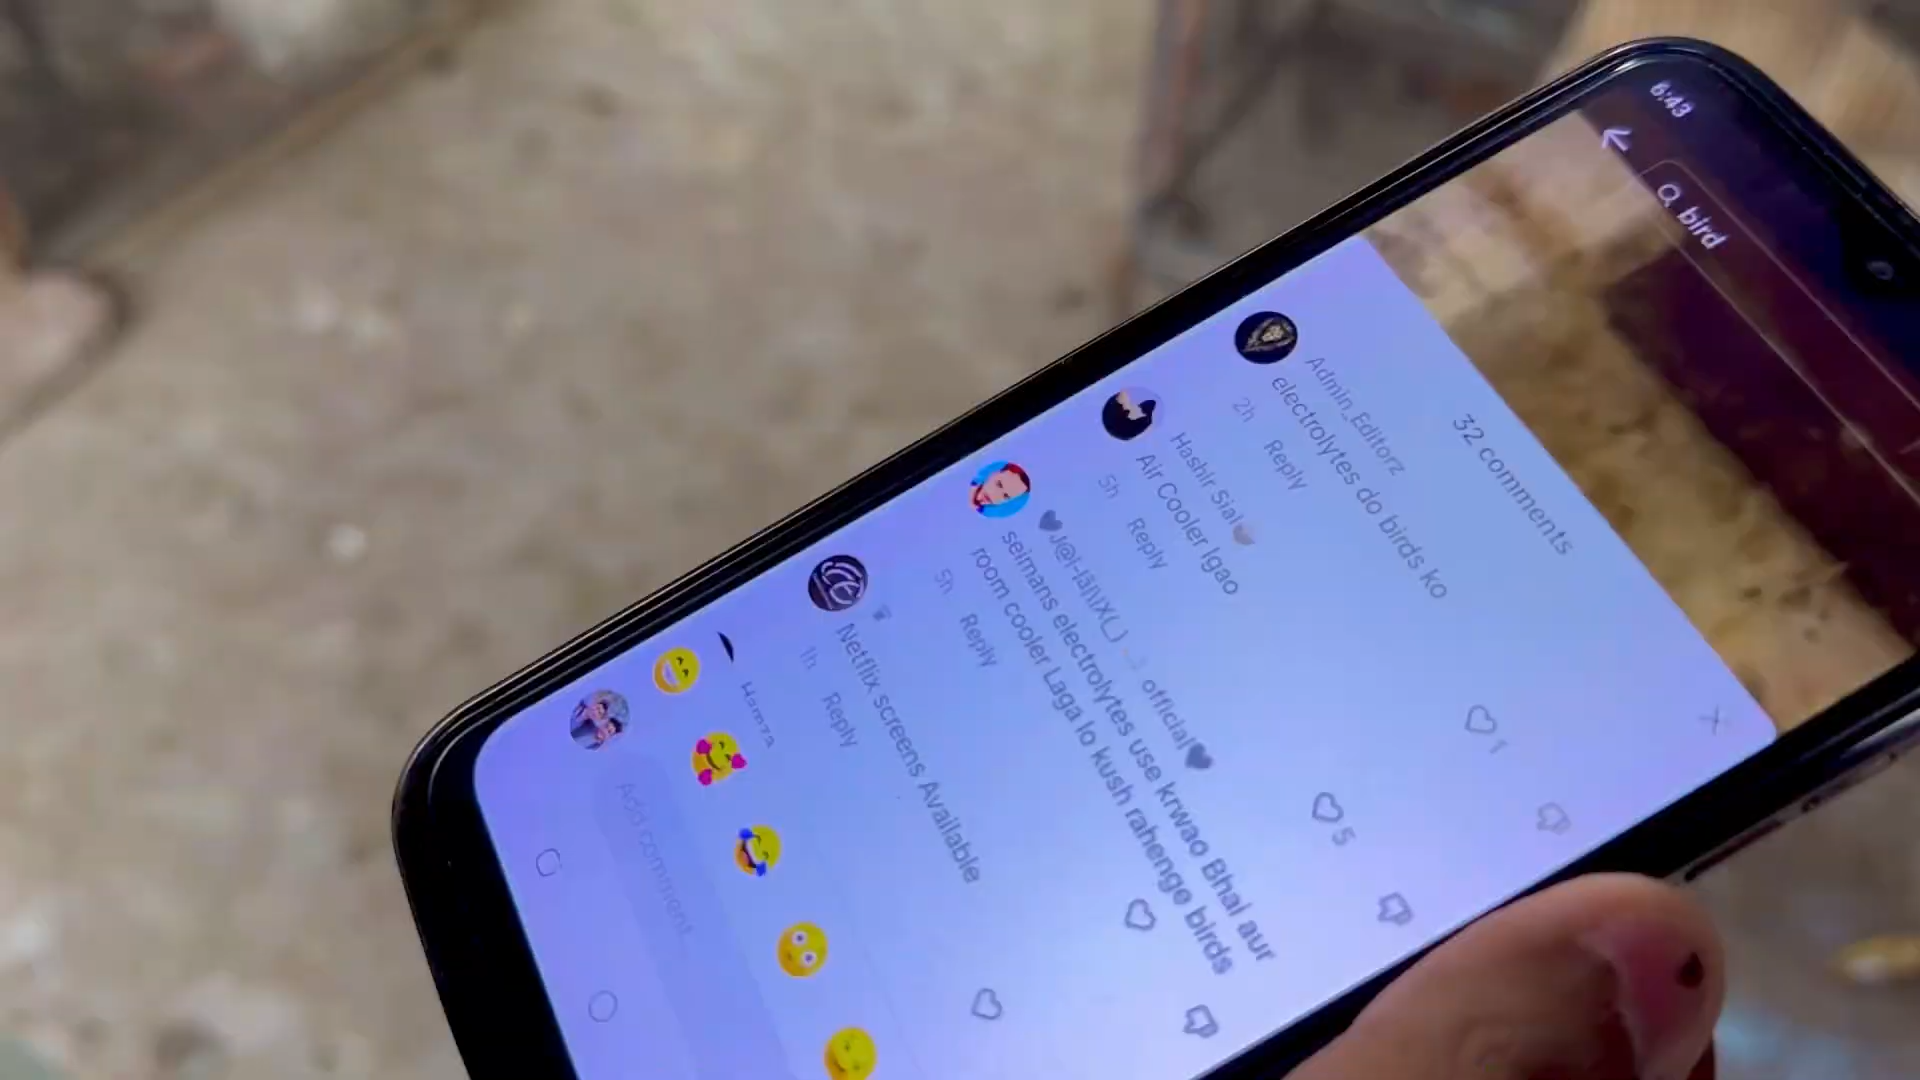 6:43
bird
32 comments
Admin_Editorz
electrolytes do birds ko
2h Reply
1
Hashir Sial
Air Cooler lgao
5h Reply
5
official
seimans electrolytes use krwao Bhai aur
room cooler Laga lo kush rahenge birds
5h Reply
Netflix screens Available
1h Reply
Hamza
Add comment